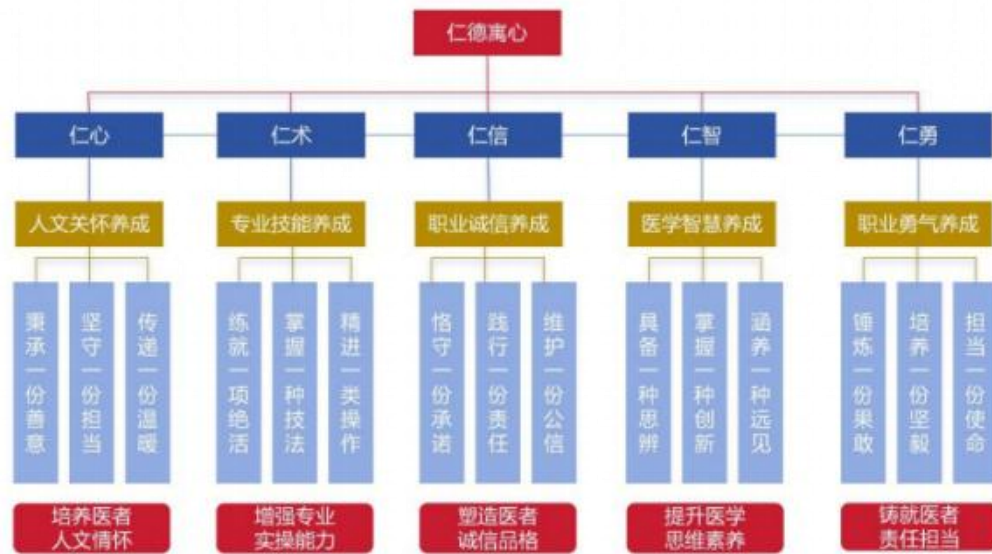 仁德寓心
仁心
仁术
仁信
仁智
仁勇
人文关怀养成
专业技能养成
职业诚信养成
医学智慧养成
职业勇气养成
秉承一份善意
坚守一份担当
传递一份温暖
练就一项绝活
掌握一种技法
精进一类操作
恪守一份承诺
践行一份责任
维护一份公信
具备一种思辨
掌握一种创新
涵养一种远见
锤炼一份果敢
培养一份坚毅
担当一份使命
培养医者
人文情怀
增强专业
实操能力
塑造医者
诚信品格
提升医学
思维素养
铸就医者
责任担当